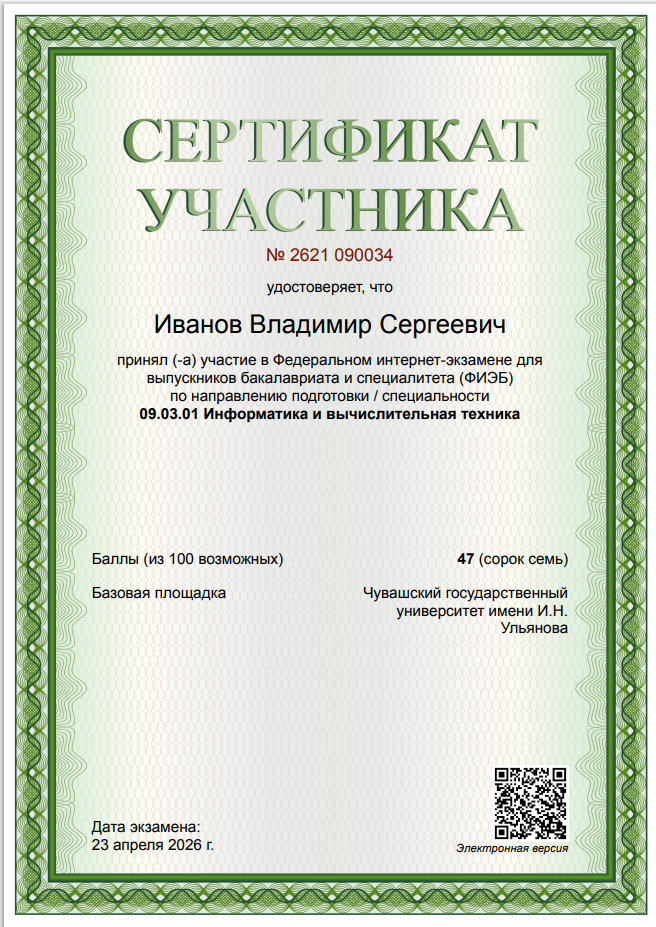 СЕРТИФИКАТ
УЧАСТНИКА
№ 2621 090034
удостоверяет, что
Иванов Владимир Сергеевич
принял (-а) участие в Федеральном интернет-экзамене для
выпускников бакалавриата и специалитета (ФИЭБ)
по направлению подготовки / специальности
09.03.01 Информатика и вычислительная техника
Баллы (из 100 возможных) 47 (сорок семь)
Базовая площадка Чувашский государственный
университет имени И.Н.
Ульянова
Дата экзамена:
23 апреля 2026 г.
Электронная версия